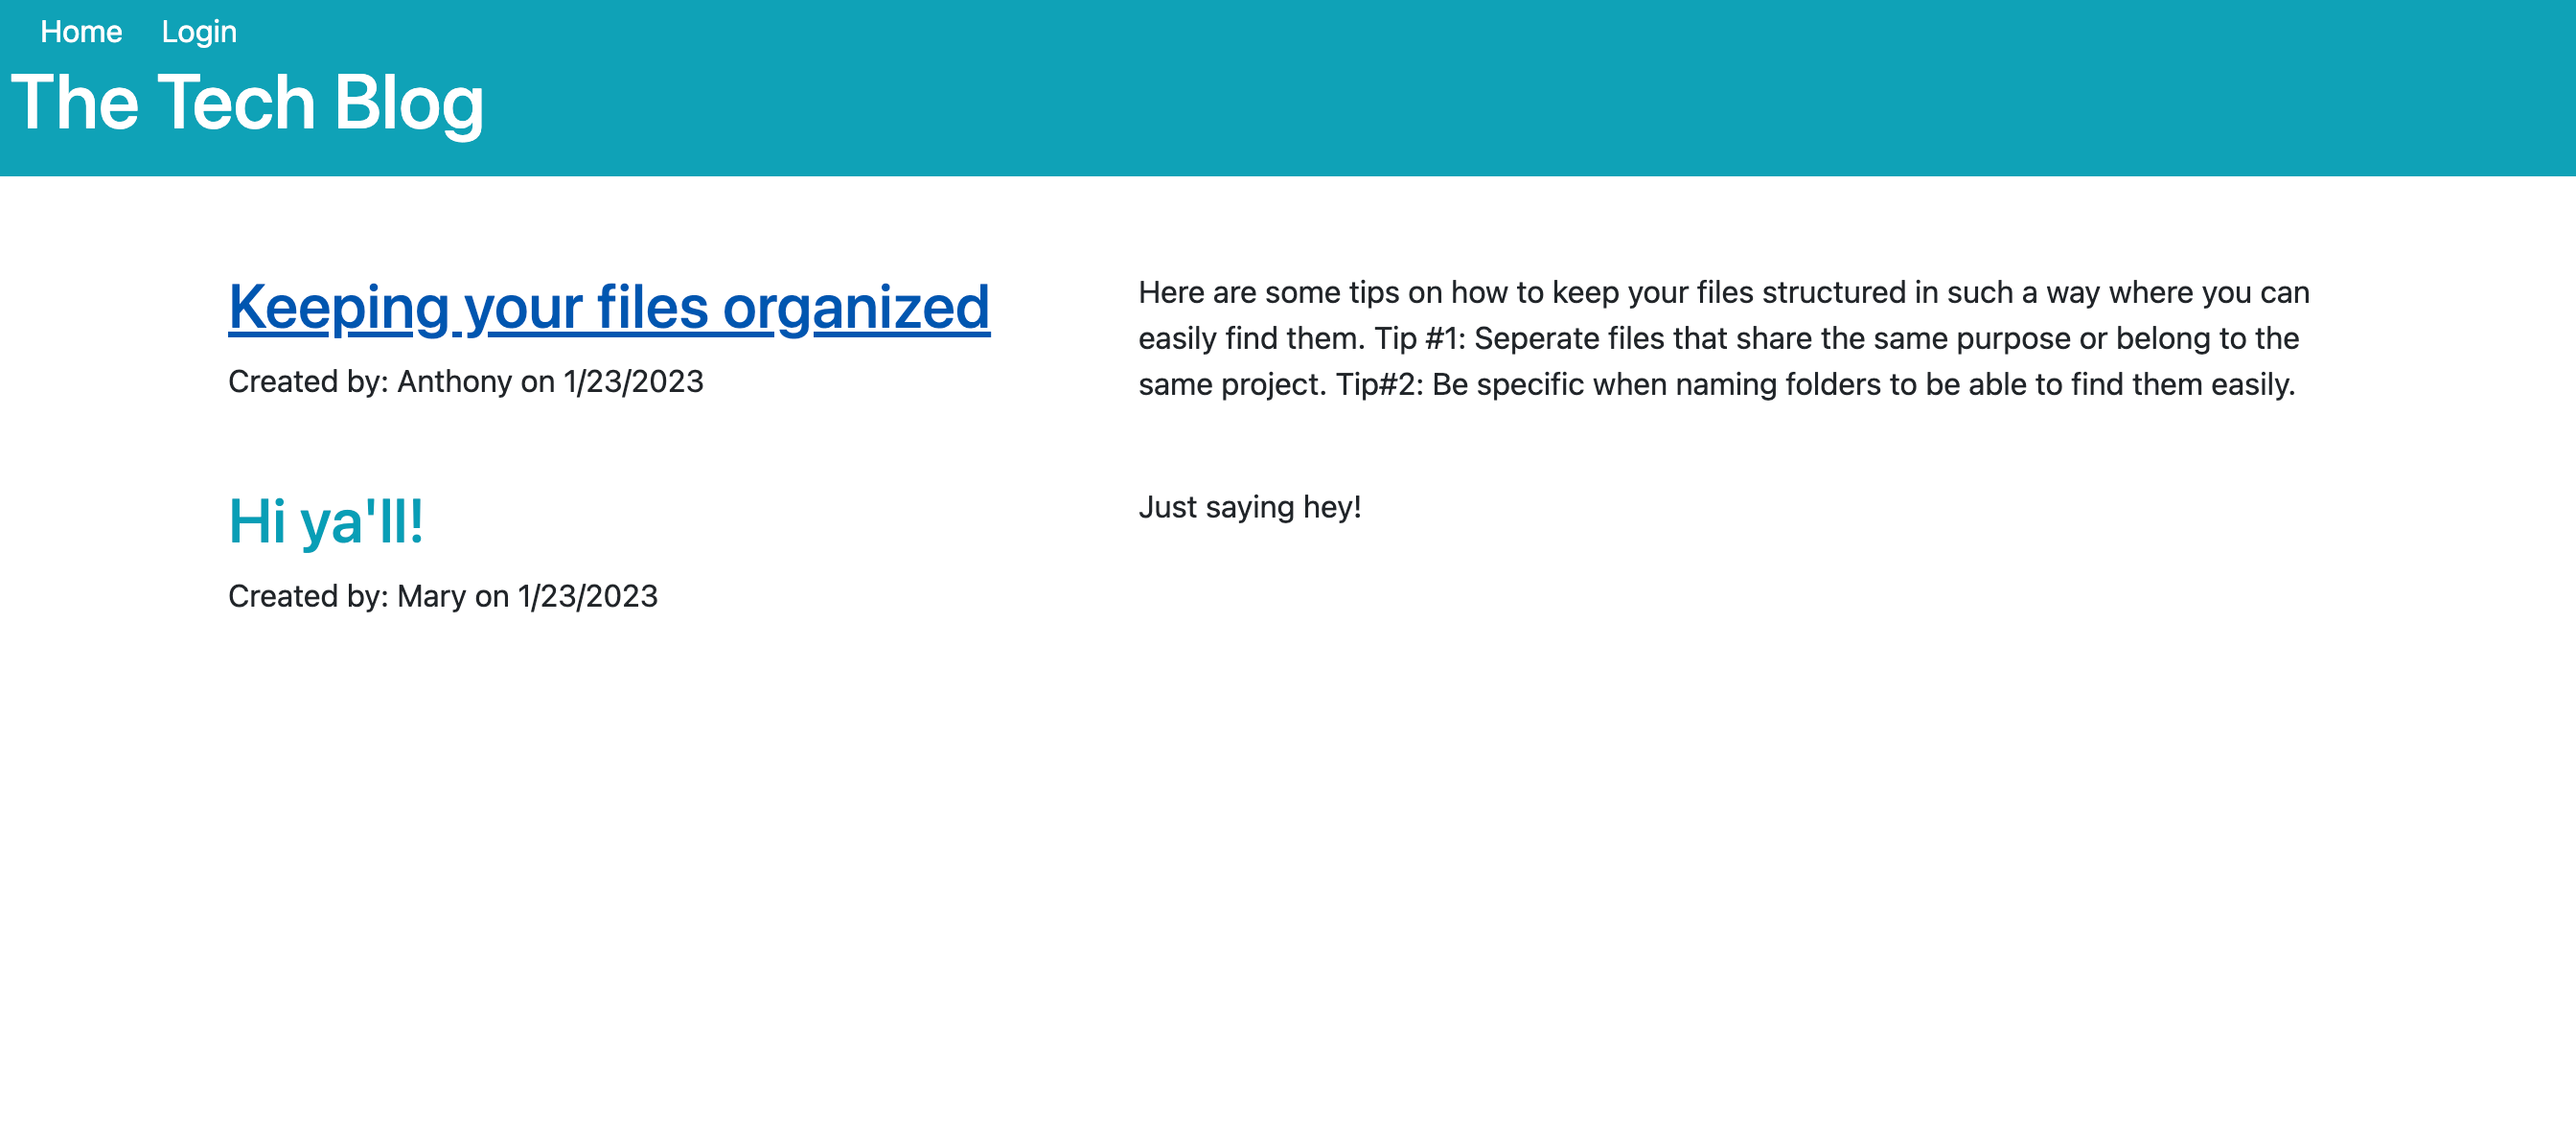 Home Login
The Tech Blog
Keeping your files organized
Created by: Anthony on 1/23/2023
Here are some tips on how to keep your files structured in such a way where you can
easily find them. Tip #1: Seperate files that share the same purpose or belong to the
same project. Tip#2: Be specific when naming folders to be able to find them easily.
Hi ya'll!
Created by: Mary on 1/23/2023
Just saying hey!